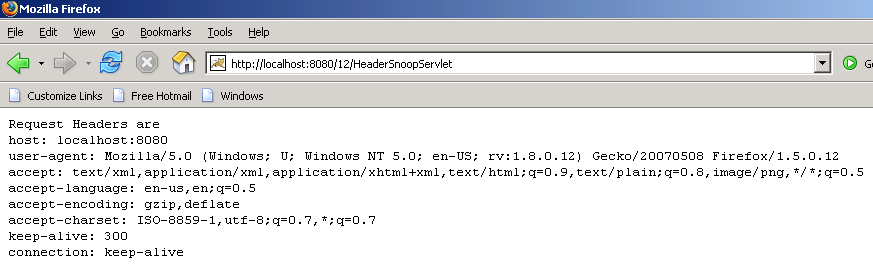 Mozilla Firefox
File Edit View Go Bookmarks Tools Help
http://localhost:8080/12/HeaderSnoopServlet
Customize Links Free Hotmail Windows
Request Headers are
host: localhost:8080
user-agent: Mozilla/5.0 (Windows; U; Windows NT 5.0; en-US; rv:1.8.0.12) Gecko/20070508 Firefox/1.5.0.12
accept: text/xml,application/xml,application/xhtml+xml,text/html;q=0.9,text/plain;q=0.8,image/png,*/*;q=0.5
accept-language: en-us,en;q=0.5
accept-encoding: gzip,deflate
accept-charset: ISO-8859-1,utf-8;q=0.7,*;q=0.7
keep-alive: 300
connection: keep-alive